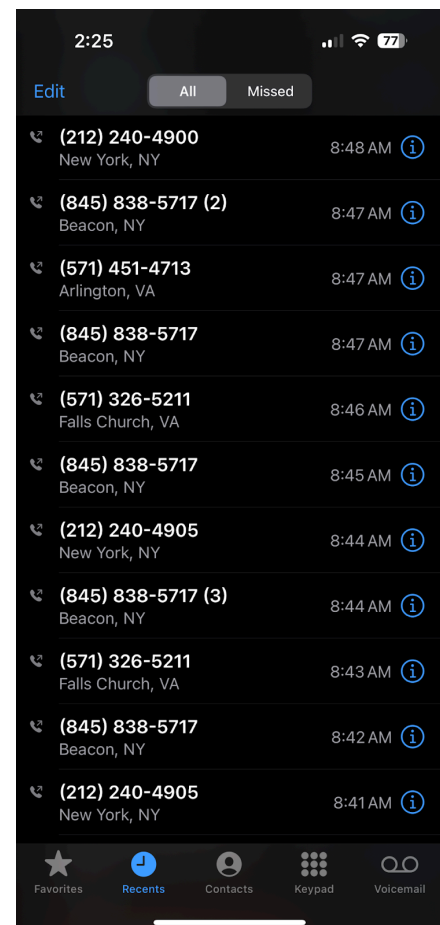 2:25
77
Edit
All
Missed
(212) 240-4900
New York, NY
8:48 AM
(845) 838-5717 (2)
Beacon, NY
8:47 AM
(571) 451-4713
Arlington, VA
8:47 AM
(845) 838-5717
Beacon, NY
8:47 AM
(571) 326-5211
Falls Church, VA
8:46 AM
(845) 838-5717
Beacon, NY
8:45 AM
(212) 240-4905
New York, NY
8:44 AM
(845) 838-5717 (3)
Beacon, NY
8:44 AM
(571) 326-5211
Falls Church, VA
8:43 AM
(845) 838-5717
Beacon, NY
8:42 AM
(212) 240-4905
New York, NY
8:41 AM
Favorites
Recents
Contacts
Keypad
Voicemail